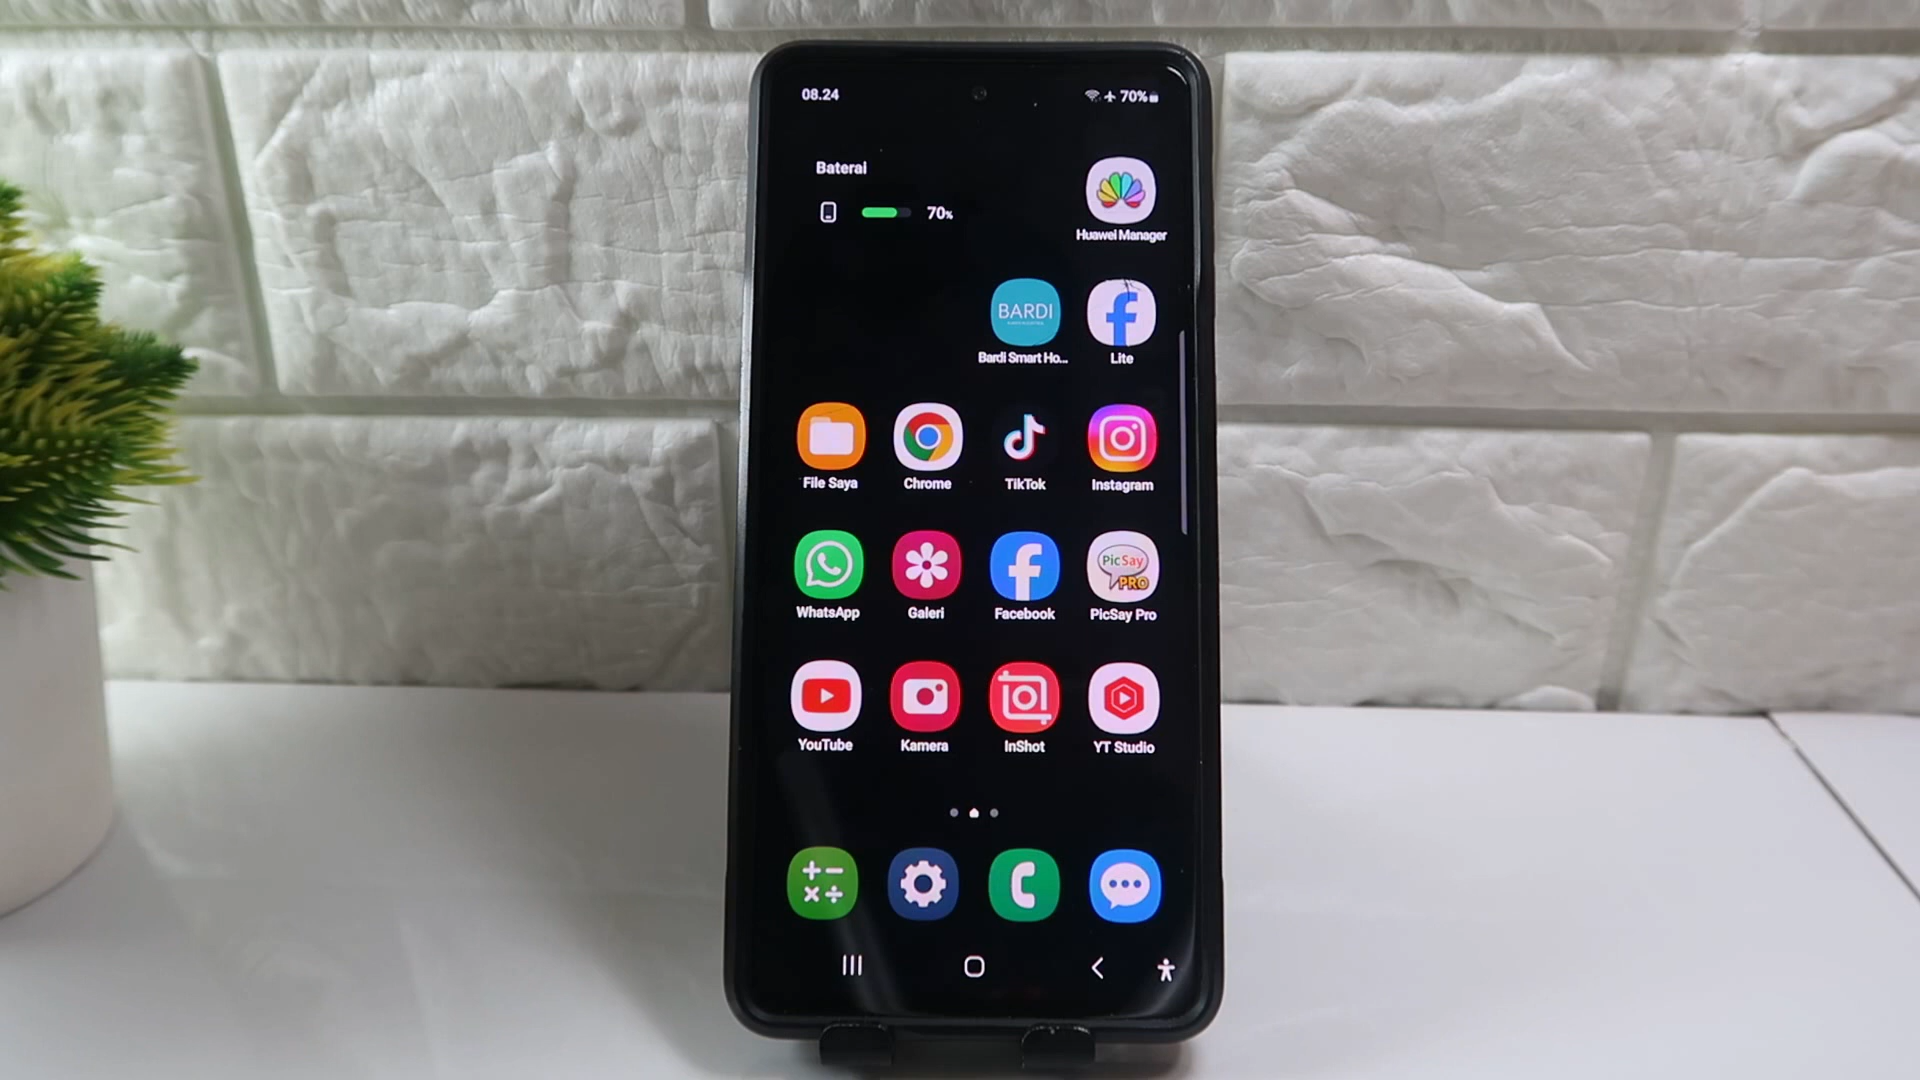 08.24
70%
Baterai
70%
Huawei Manager
BARDI
Bardi Smart Ho...
Lite
File Saya
Chrome
TikTok
Instagram
PicSay
PRO
WhatsApp
Galeri
Facebook
PicSay Pro
YouTube
Kamera
InShot
YT Studio